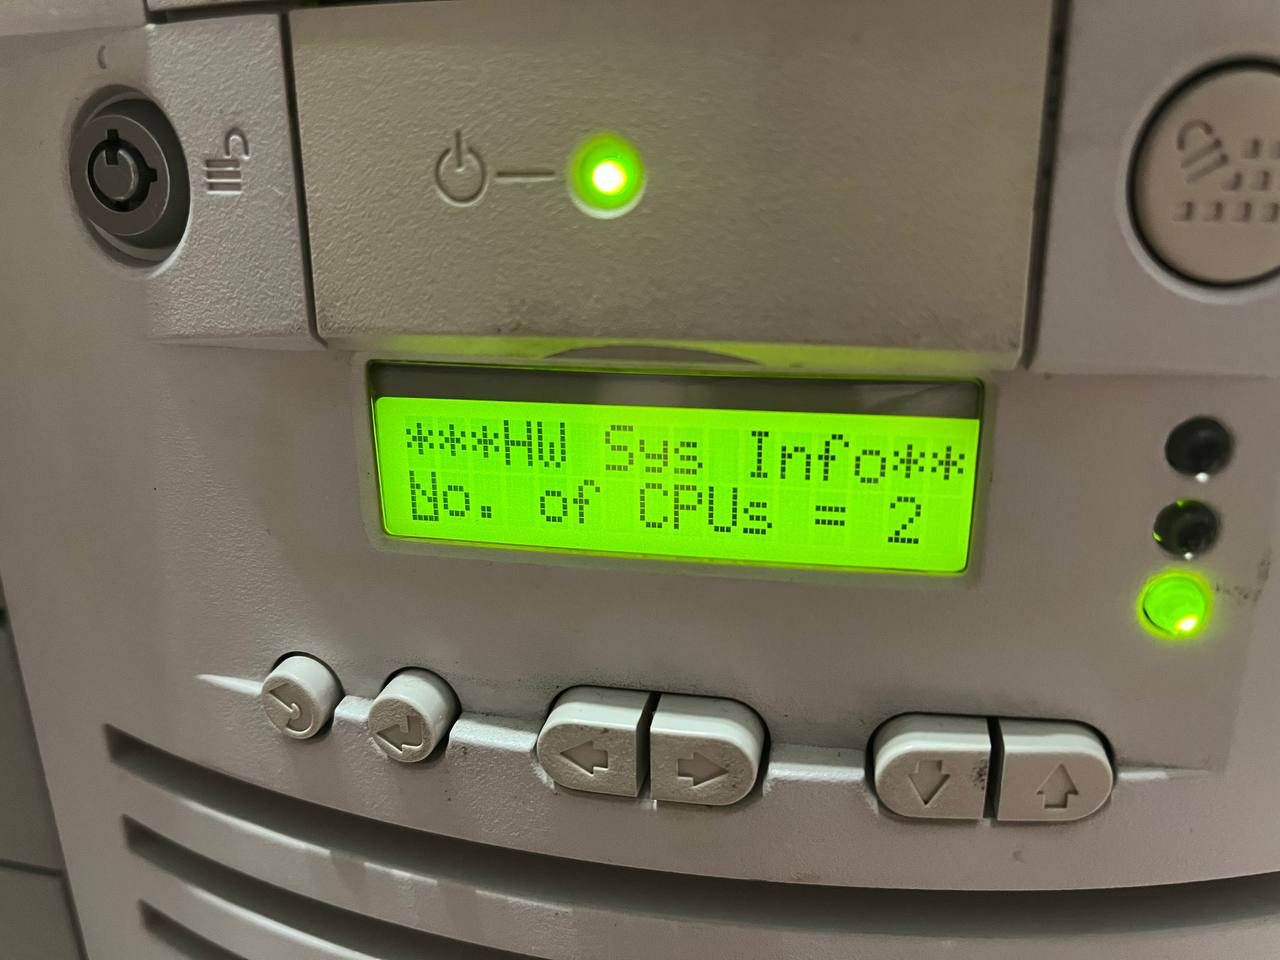 ***HW Sys Info**
No. of CPUs = 2